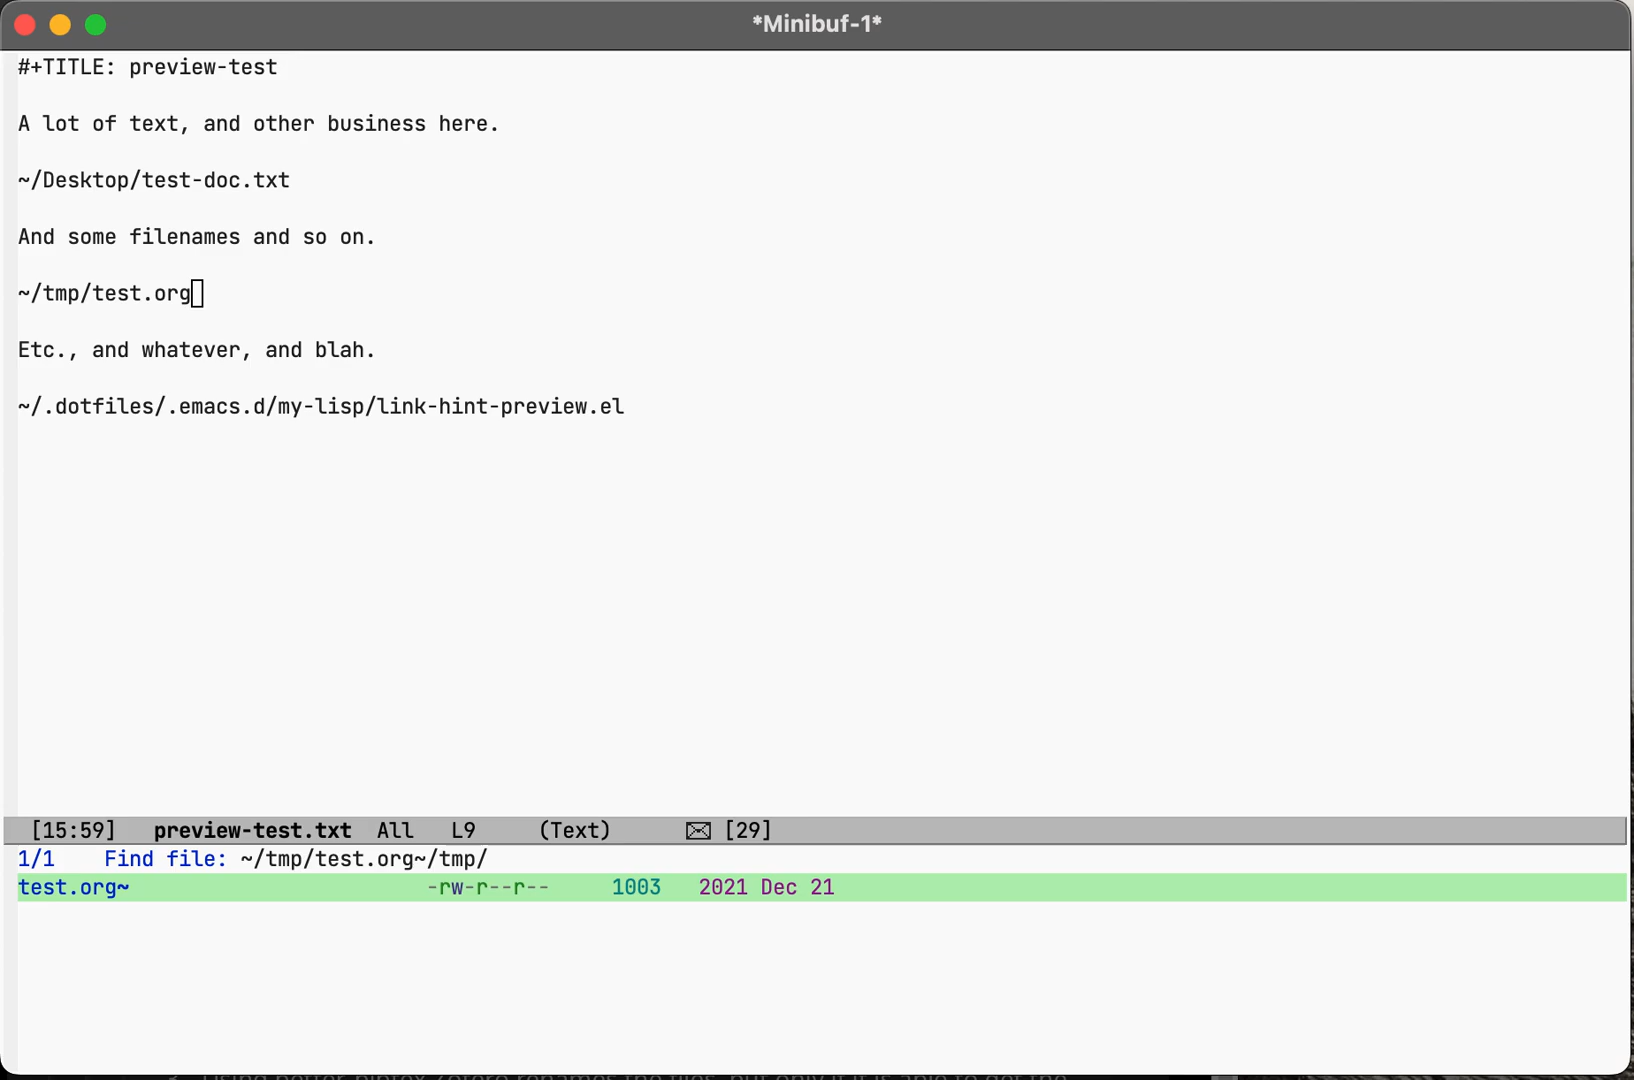 *Minibuf-1*
#+TITLE: preview-test
A lot of text, and other business here.
~/Desktop/test-doc.txt
And some filenames and so on.
~/tmp/test.org
Etc., and whatever, and blah.
~/.dotfiles/.emacs.d/my-lisp/link-hint-preview.el
[15:59] preview-test.txt All L9 (Text) [29]
1/1 Find file: ~/tmp/test.org~/tmp/
test.org~ -rw-r--r-- 1003 2021 Dec 21